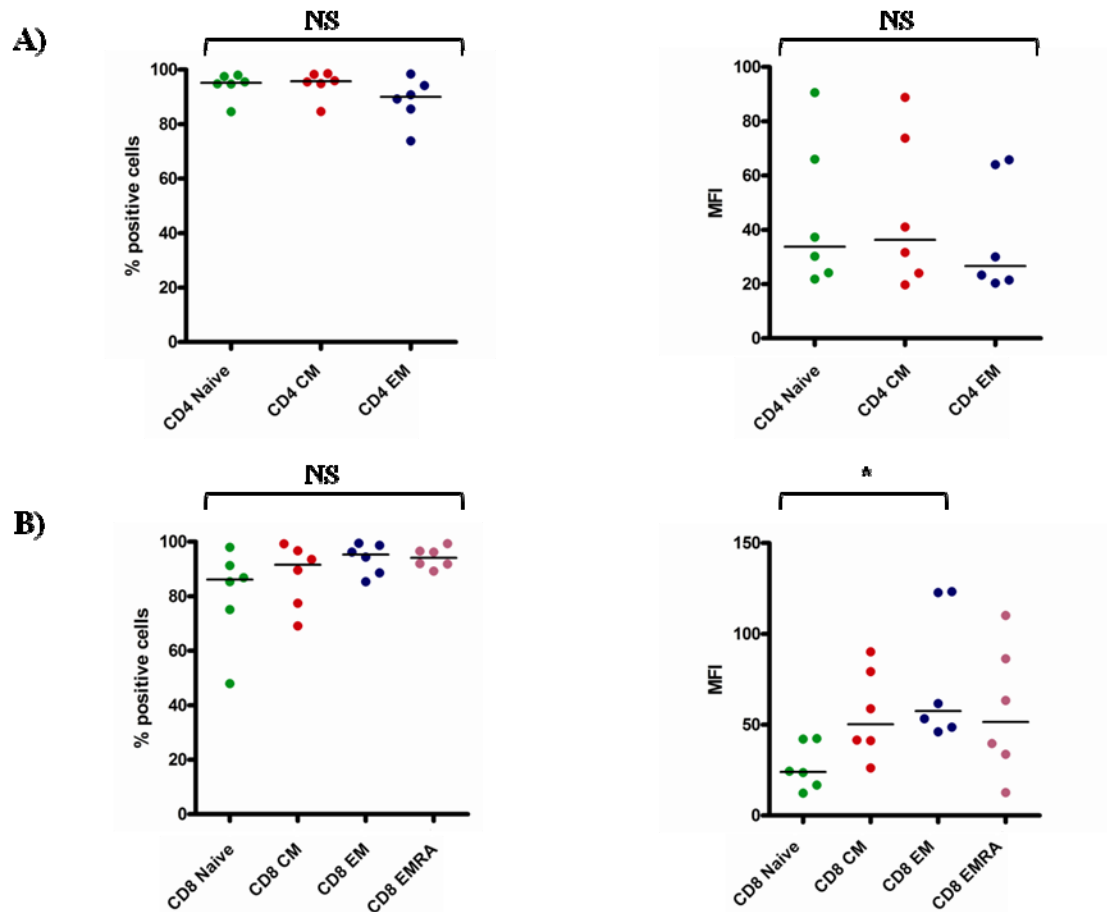 A)
NS
% positive cells
100
80
60
40
20
0
CD4 Naive
CD4 CM
CD4 EM
NS
MFI
100
80
60
40
20
0
CD4 Naive
CD4 CM
CD4 EM
B)
NS
% positive cells
100
80
60
40
20
0
CD8 Naive
CD8 CM
CD8 EM
CD8 EMRA
*
MFI
150
100
50
0
CD8 Naive
CD8 CM
CD8 EM
CD8 EMRA